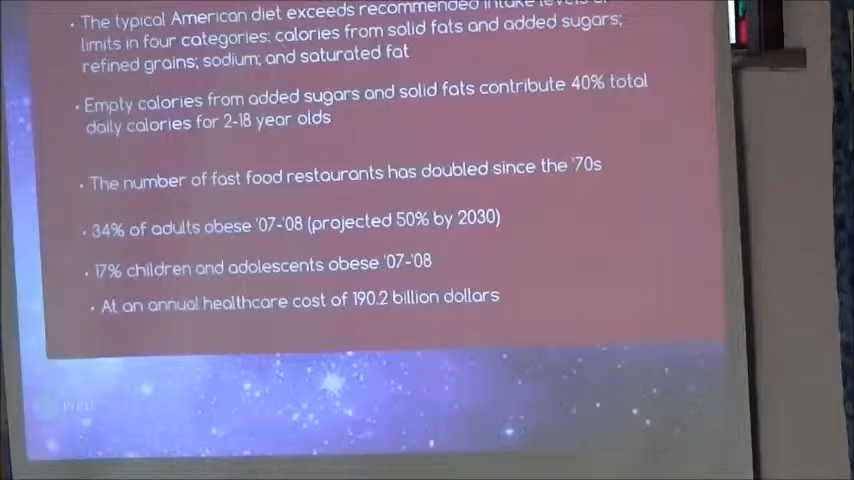 • The typical American diet exceeds recommended intake levels or
limits in four categories: calories from solid fats and added sugars;
refined grains; sodium; and saturated fat
• Empty calories from added sugars and solid fats contribute 40% total
daily calories for 2-18 year olds
• The number of fast food restaurants has doubled since the '70s
• 34% of adults obese '07-'08 (projected 50% by 2030)
• 17% children and adolescents obese '07-'08
• At an annual healthcare cost of 190.2 billion dollars
Prezi